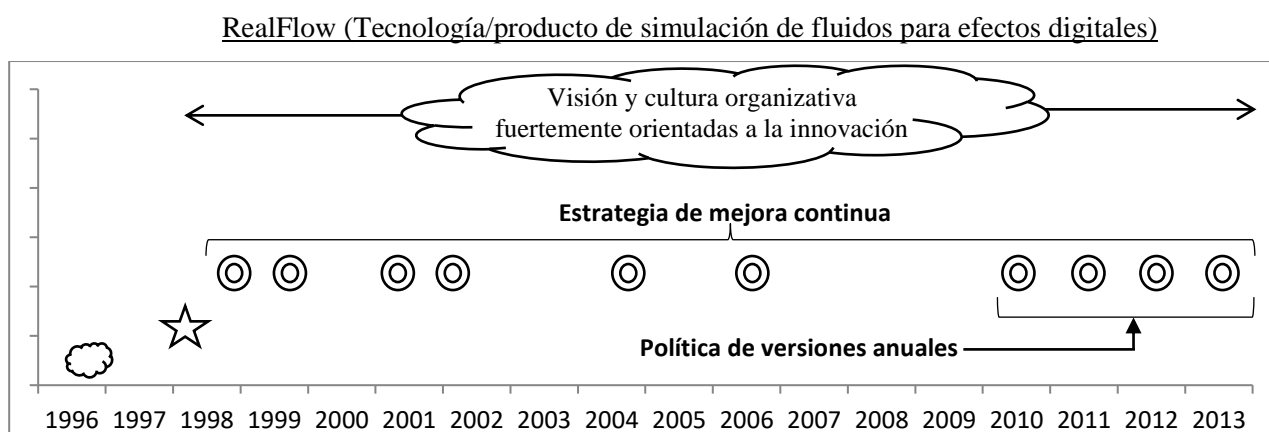 RealFlow (Tecnología/producto de simulación de fluidos para efectos digitales)
Visión y cultura organizativa
fuertemente orientadas a la innovación
Estrategia de mejora continua
Política de versiones anuales
1996 1997 1998 1999 2000 2001 2002 2003 2004 2005 2006 2007 2008 2009 2010 2011 2012 2013